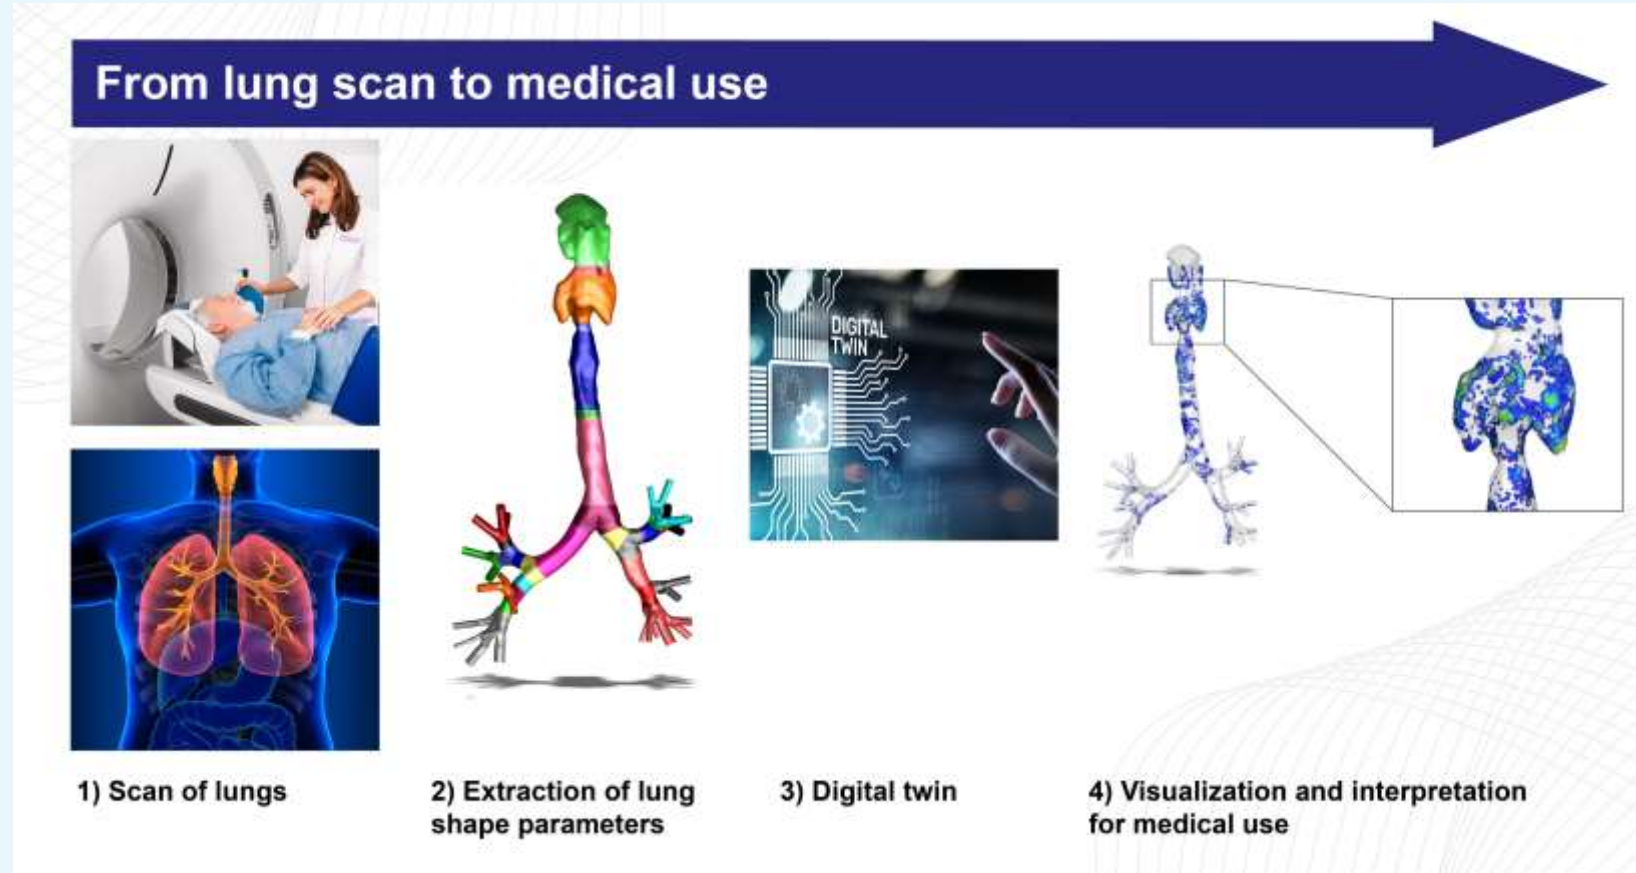 From lung scan to medical use
DIGITAL
TWIN
1) Scan of lungs
2) Extraction of lung
shape parameters
3) Digital twin
4) Visualization and interpretation
for medical use